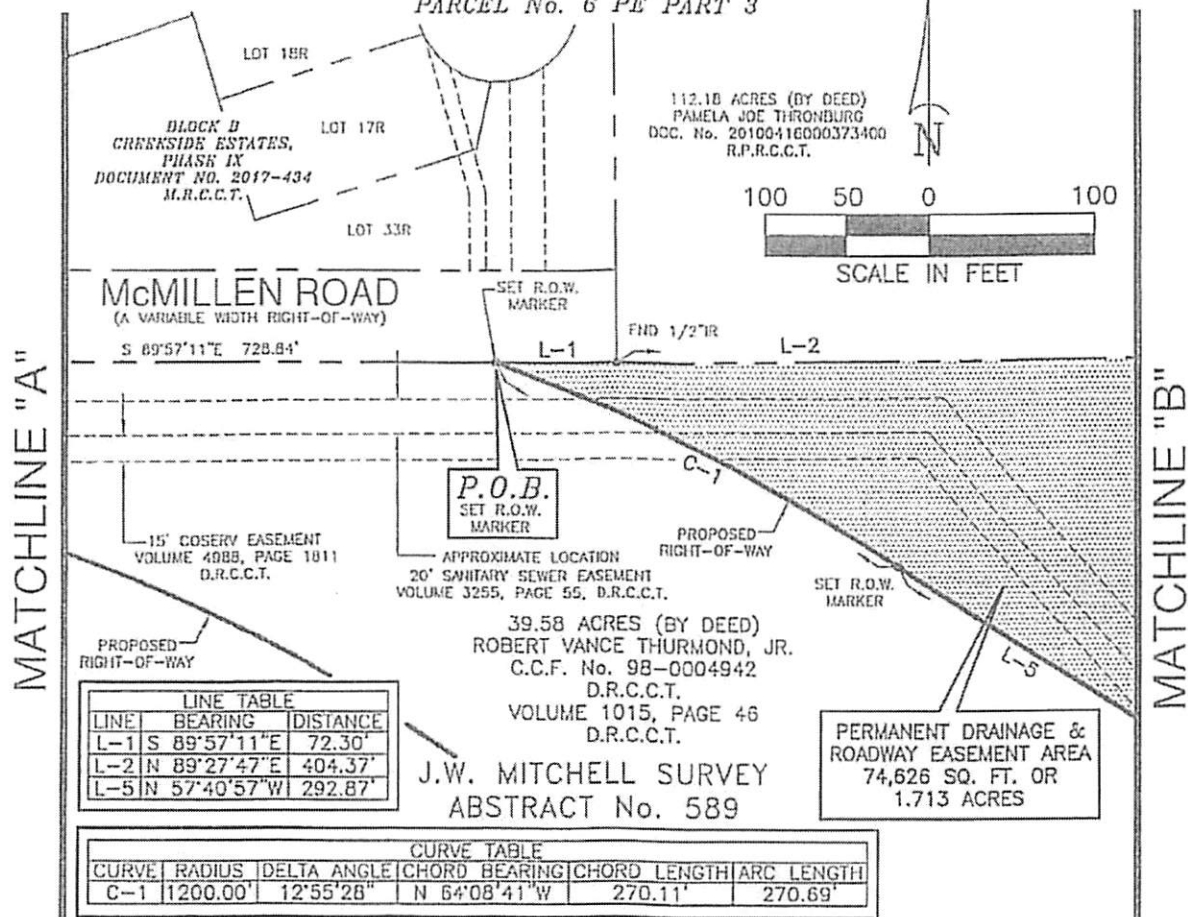 PARCEL No. 6 PE PART 3
LOT 18R
BLOCK B
CREEKSIDE ESTATES,
PHASE IX
DOCUMENT NO. 2017-434
M.R.C.C.T.
LOT 17R
LOT 33R
112.18 ACRES (BY DEED)
PAMELA JOE THRONBURG
DOC. No. 20100416000373400
R.P.R.C.C.T.
N
100 50 0 100
SCALE IN FEET
McMILLEN ROAD
(A VARIABLE WIDTH RIGHT-OF-WAY)
SET R.O.W.
MARKER
S 89°57'11"E 728.84'
L-1
FND 1/2"IR
L-2
MATCHLINE "A"
MATCHLINE "B"
P.O.B.
SET R.O.W.
MARKER
C-1
PROPOSED
RIGHT-OF-WAY
15' COSERV EASEMENT
VOLUME 4988, PAGE 1811
D.R.C.C.T.
APPROXIMATE LOCATION
20' SANITARY SEWER EASEMENT
VOLUME 3255, PAGE 55, D.R.C.C.T.
SET R.O.W.
MARKER
L-5
PROPOSED
RIGHT-OF-WAY
39.58 ACRES (BY DEED)
ROBERT VANCE THURMOND, JR.
C.C.F. No. 98-0004942
D.R.C.C.T.
VOLUME 1015, PAGE 46
D.R.C.C.T.
LINE TABLE
LINE BEARING DISTANCE
L-1 S 89°57'11"E 72.30'
L-2 N 89°27'47"E 404.37'
L-5 N 57°40'57"W 292.87'
PERMANENT DRAINAGE &
ROADWAY EASEMENT AREA
74,626 SQ. FT. OR
1.713 ACRES
J.W. MITCHELL SURVEY
ABSTRACT No. 589
CURVE TABLE
CURVE RADIUS DELTA ANGLE CHORD BEARING CHORD LENGTH ARC LENGTH
C-1 1200.00' 12°55'28" N 64°08'41"W 270.11' 270.69'